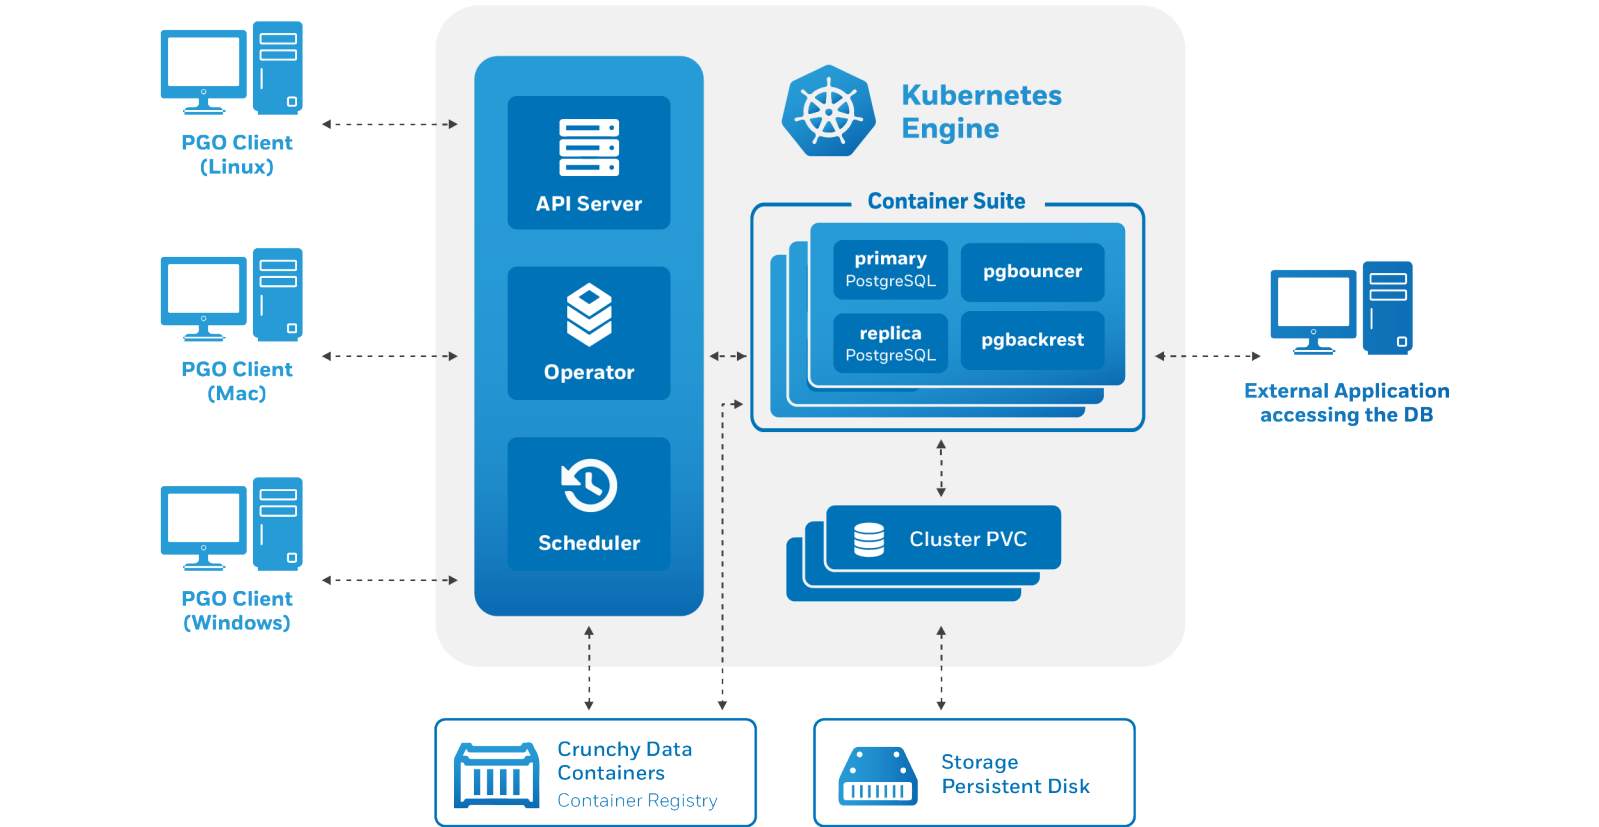 PGO Client
(Linux)
PGO Client
(Mac)
PGO Client
(Windows)
API Server
Operator
Scheduler
Kubernetes
Engine
Container Suite
primary
PostgreSQL
pgbouncer
replica
PostgreSQL
pgbackrest
Cluster PVC
External Application
accessing the DB
Crunchy Data
Containers
Container Registry
Storage
Persistent Disk